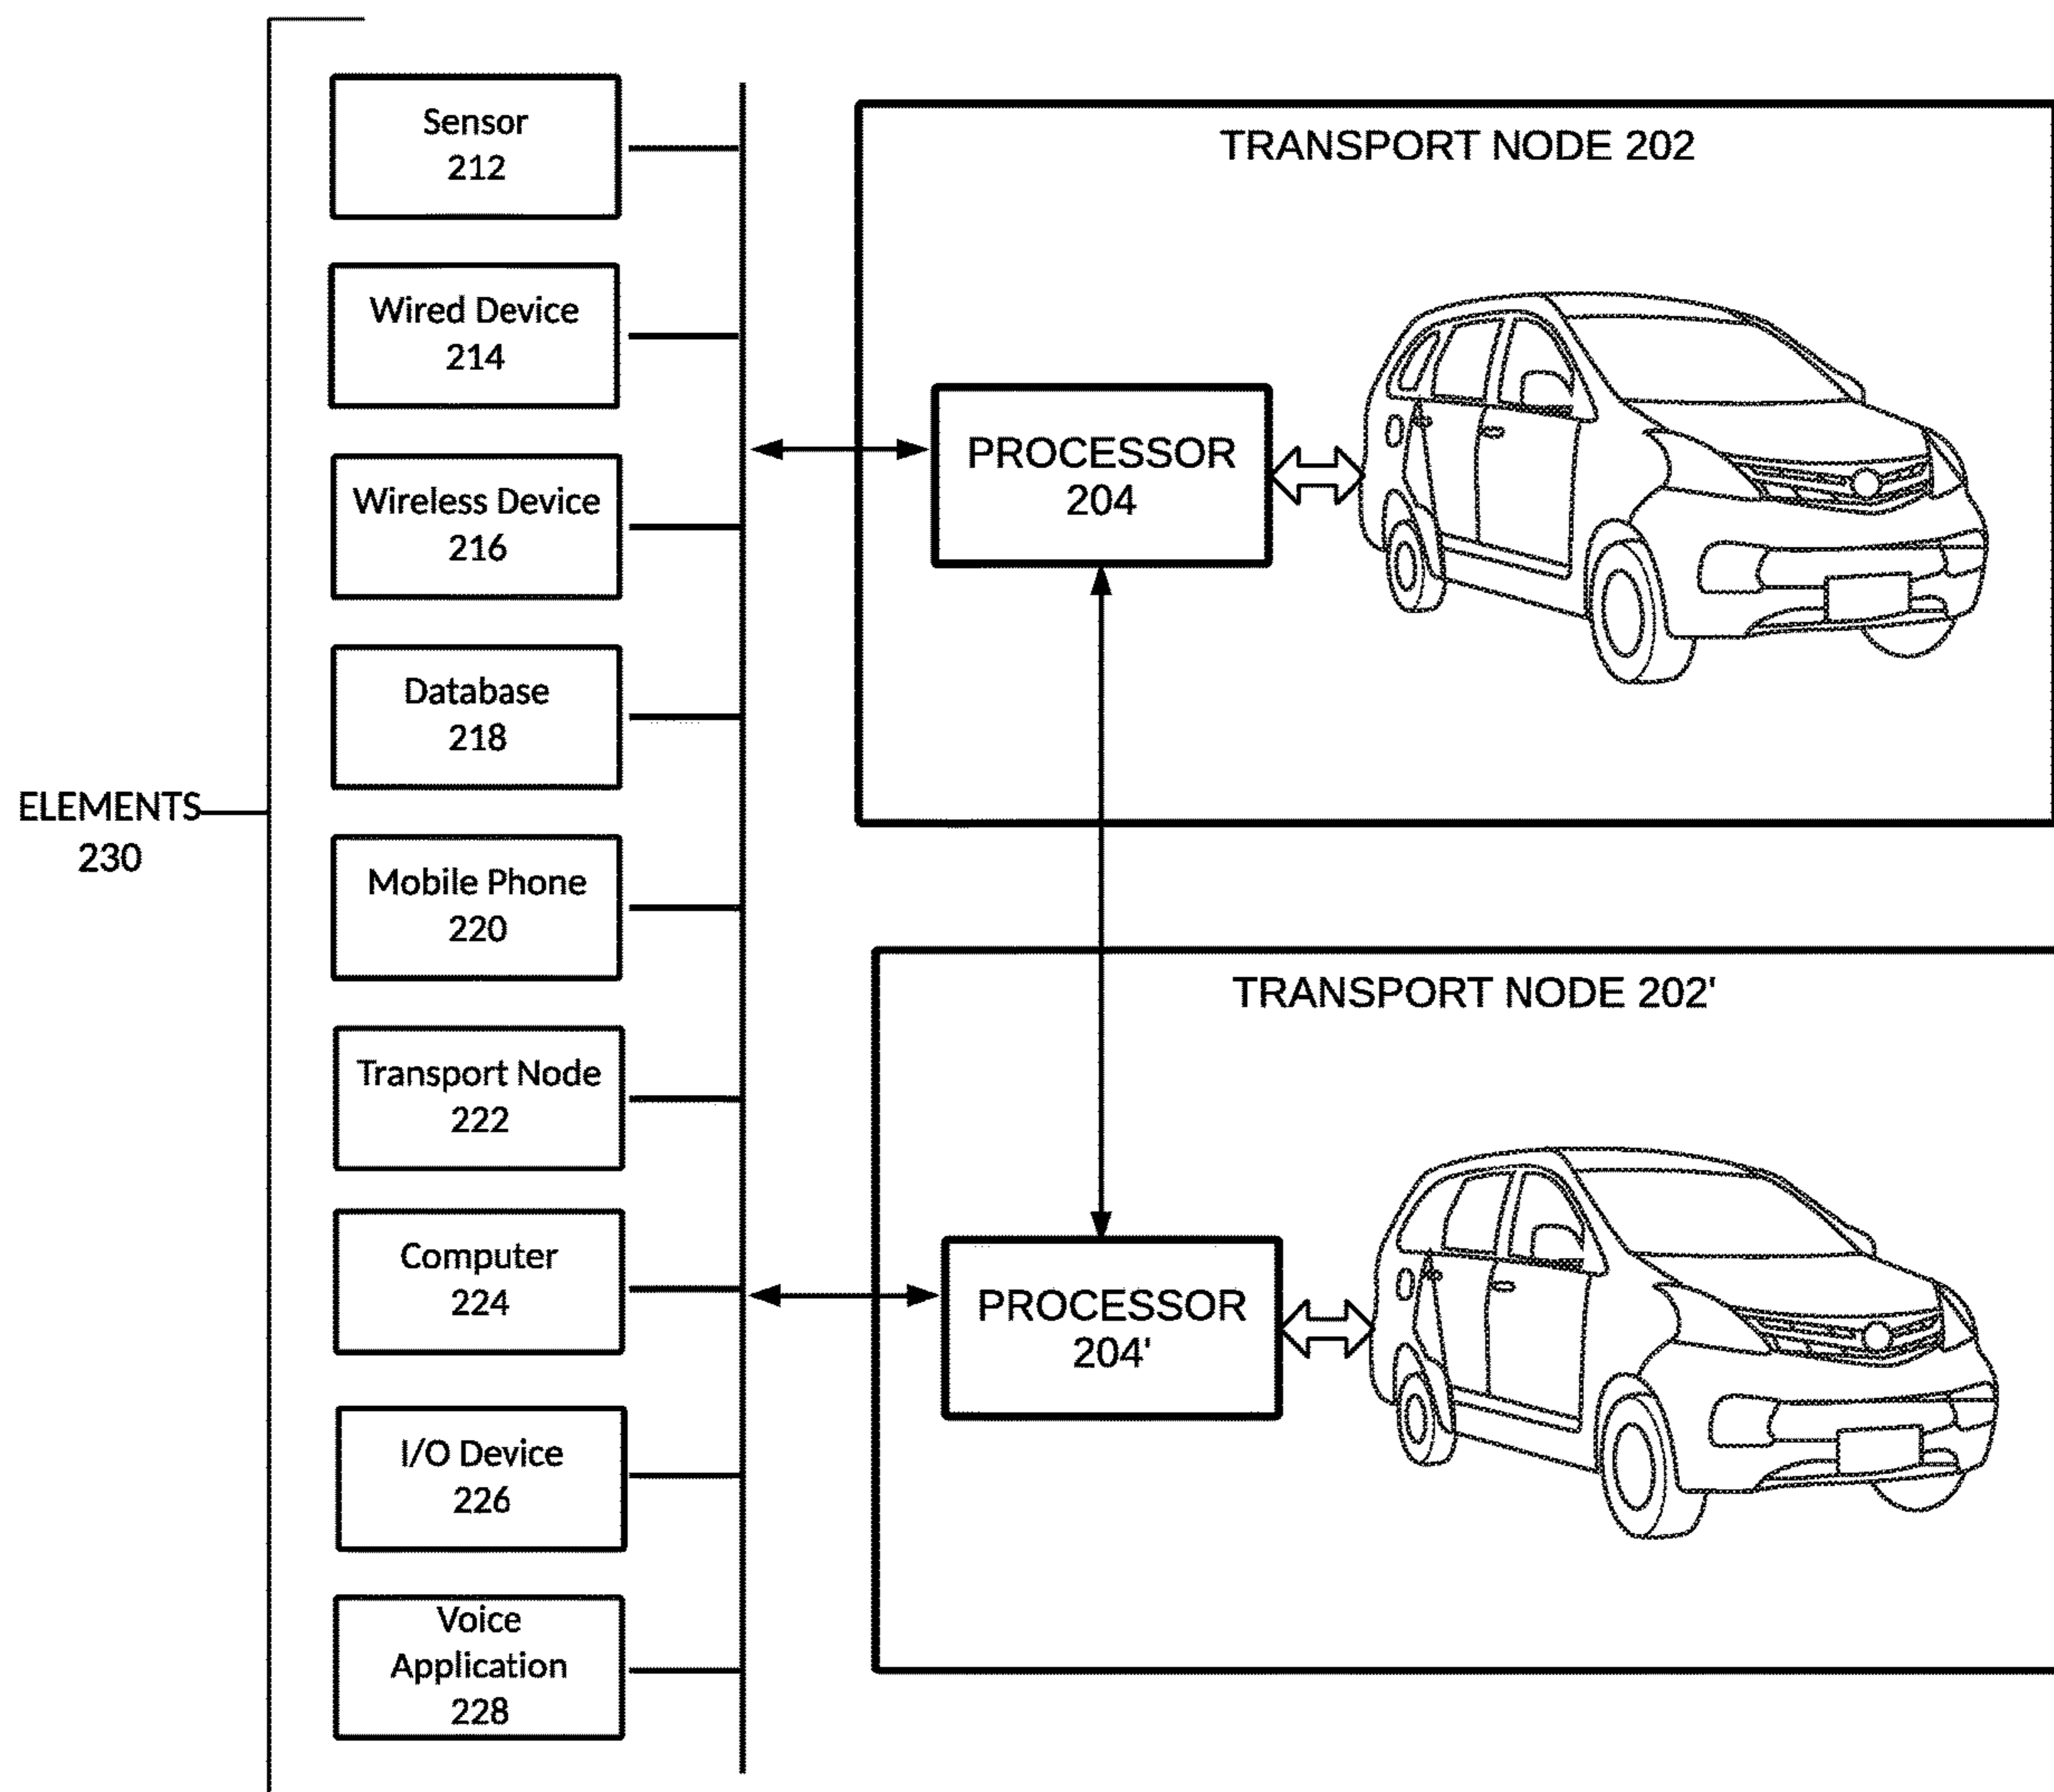 Sensor
212
Wired Device
214
Wireless Device
216
Database
218
ELEMENTS
230
Mobile Phone
220
Transport Node
222
Computer
224
I/O Device
226
Voice
Application
228
TRANSPORT NODE 202
PROCESSOR
204
TRANSPORT NODE 202'
PROCESSOR
204'